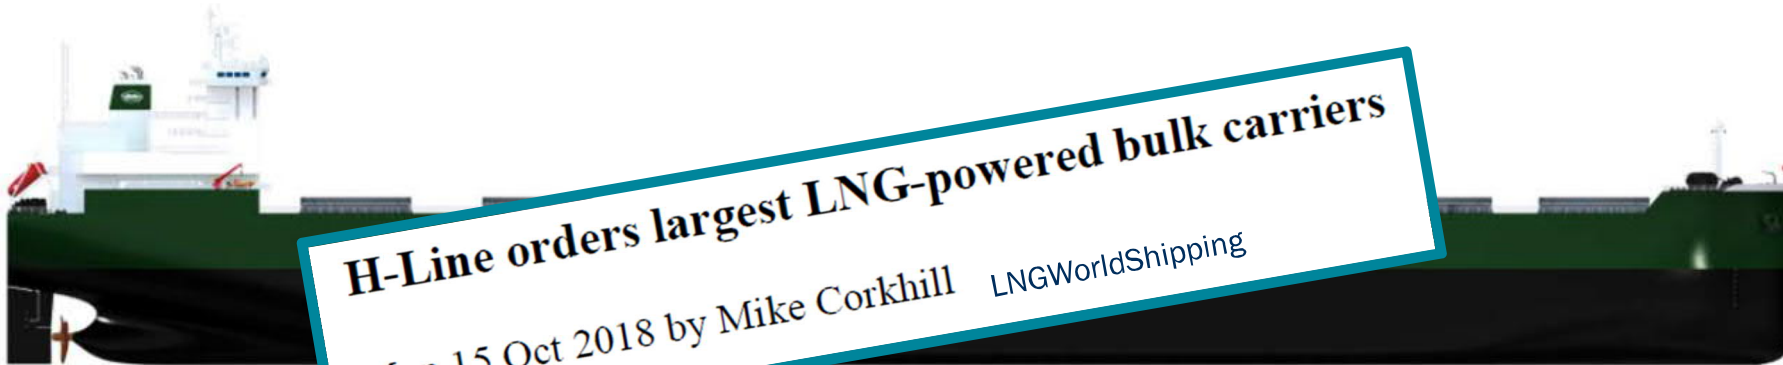 H-Line orders largest LNG-powered bulk carriers
15 Oct 2018 by Mike Corkhill LNGWorldShipping